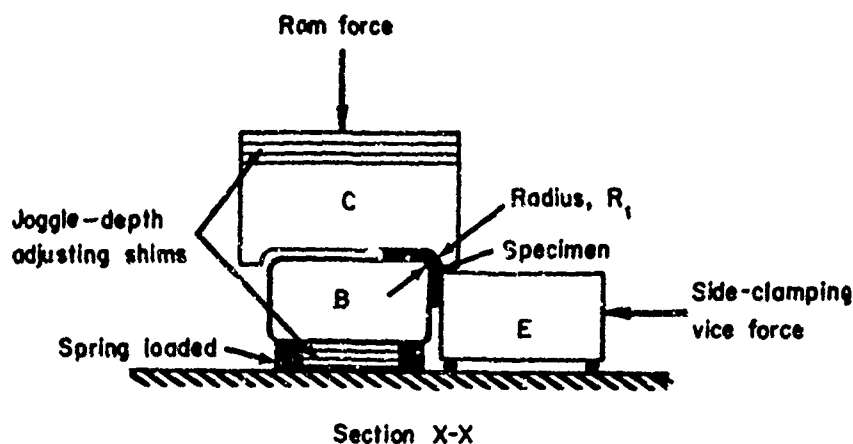 Ram force
C
Radius, R₁
Specimen
Joggle-depth
adjusting shims
B
E
Side-clamping
vice force
Spring loaded
Section X-X